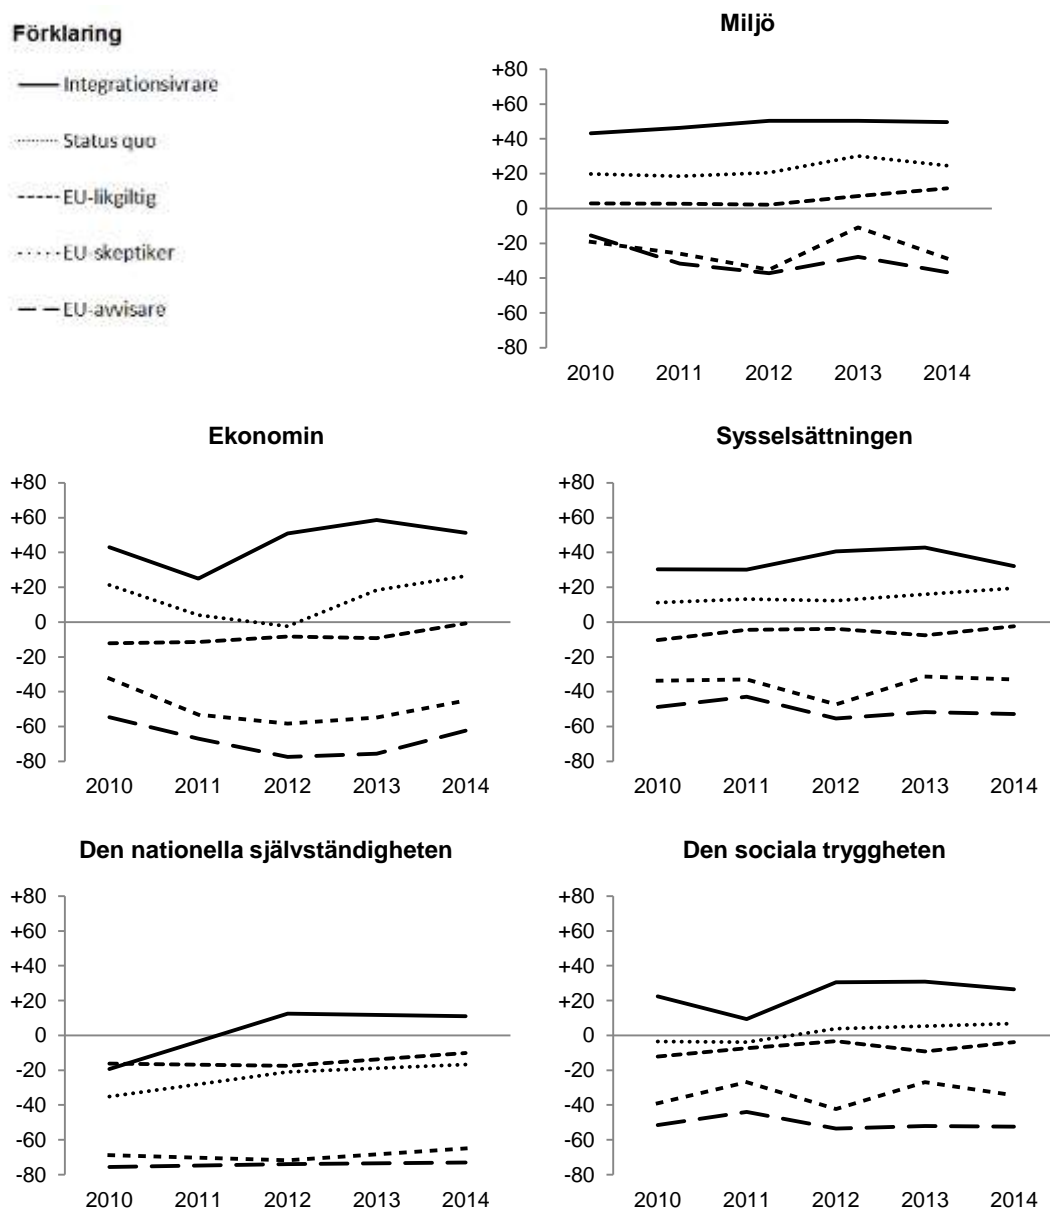 Förklaring
Integrationsivrare
Status quo
EU-likgiltig
EU-skeptiker
EU-avvisare
Miljö
+80
+60
+40
+20
0
-20
-40
-60
-80
2010 2011 2012 2013 2014
Ekonomin
+80
+60
+40
+20
0
-20
-40
-60
-80
2010 2011 2012 2013 2014
Sysselsättningen
+80
+60
+40
+20
0
-20
-40
-60
-80
2010 2011 2012 2013 2014
Den nationella självständigheten
+80
+60
+40
+20
0
-20
-40
-60
-80
2010 2011 2012 2013 2014
Den sociala tryggheten
+80
+60
+40
+20
0
-20
-40
-60
-80
2010 2011 2012 2013 2014